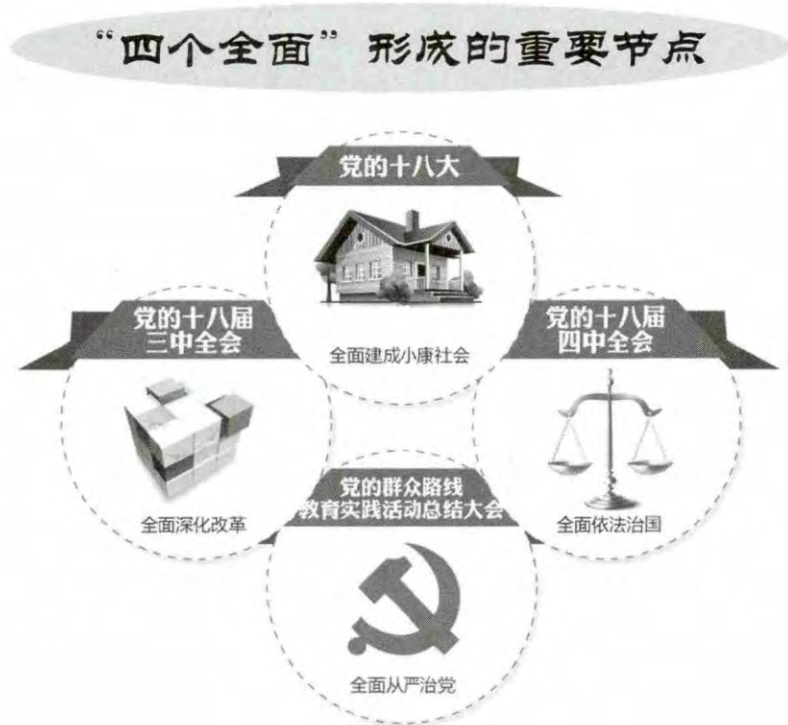 “四个全面”形成的重要节点
党的十八大
全面建成小康社会
党的十八届
三中全会
全面深化改革
党的十八届
四中全会
全面依法治国
党的群众路线
教育实践活动总结大会
全面从严治党